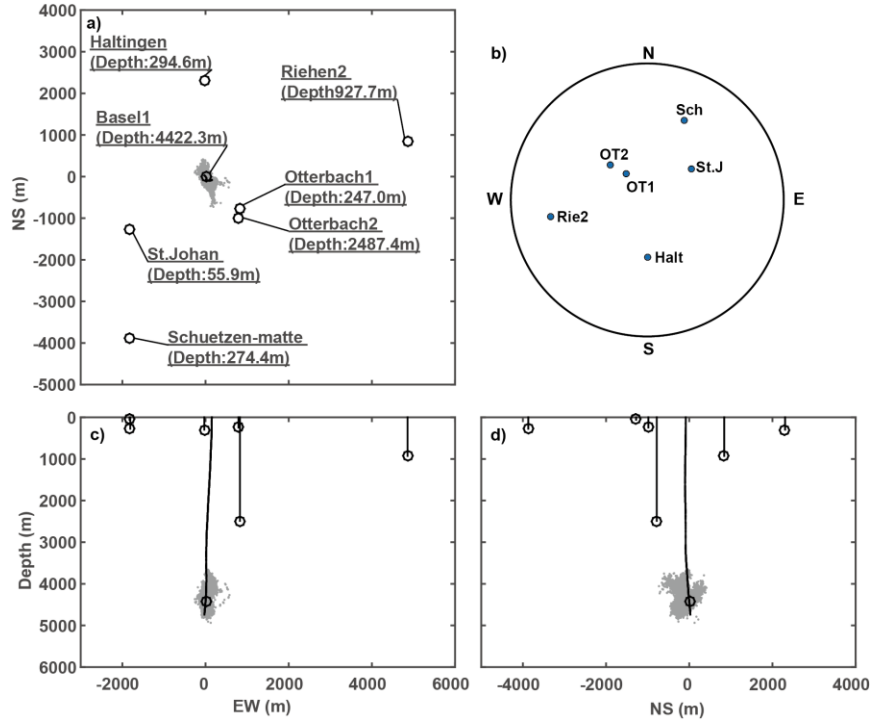 a)
4000
3000
2000
1000
0
-1000
-2000
-3000
-4000
-5000
NS (m)
Haltingen
(Depth:294.6m)
Riehen2
(Depth927.7m)
Basel1
(Depth:4422.3m)
Otterbach1
(Depth:247.0m)
Otterbach2
(Depth:2487.4m)
St.Johan
(Depth:55.9m)
Schuetzen-matte
(Depth:274.4m)
b)
N
Sch
OT2
St.J
OT1
W
E
Rie2
Halt
S
c)
0
1000
2000
3000
4000
5000
6000
Depth (m)
-2000
0
2000
4000
6000
EW (m)
d)
-4000
-2000
0
2000
4000
NS (m)